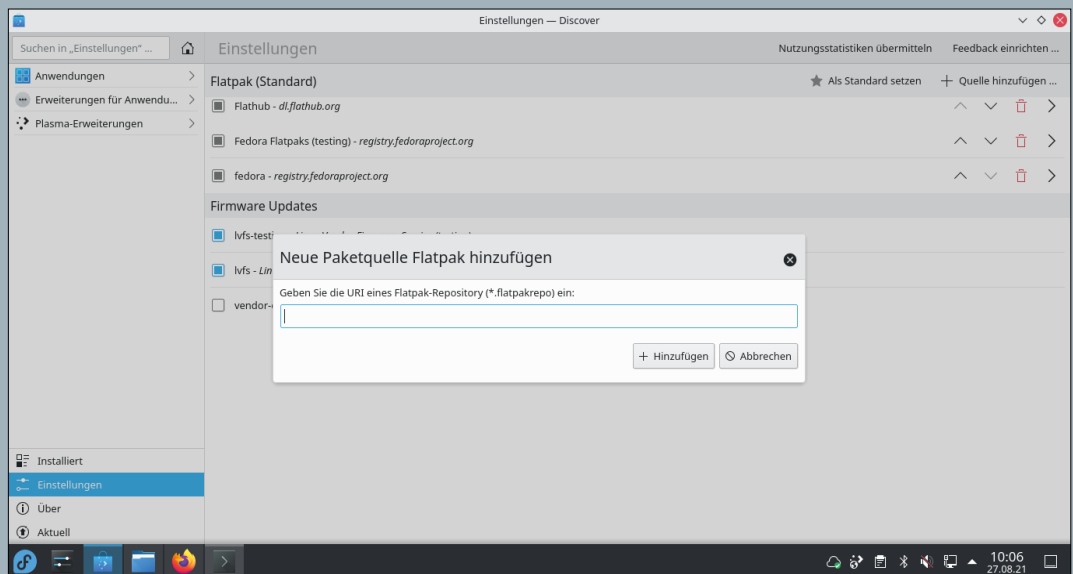 Einstellungen — Discover
Suchen in „Einstellungen“ ...
Einstellungen
Nutzungsstatistiken übermitteln
Feedback einrichten ...
Anwendungen
Erweiterungen für Anwendu...
Plasma-Erweiterungen
Flatpak (Standard)
Als Standard setzen
Quelle hinzufügen ...
Flathub - dl.flathub.org
Fedora Flatpaks (testing) - registry.fedoraproject.org
fedora - registry.fedoraproject.org
Firmware Updates
lvfs-testi
lvfs - Lin
vendor-
Neue Paketquelle Flatpak hinzufügen
Geben Sie die URI eines Flatpak-Repository (*.flatpakrepo) ein:
Hinzufügen
Abbrechen
Installiert
Einstellungen
Über
Aktuell
10:06
27.08.21